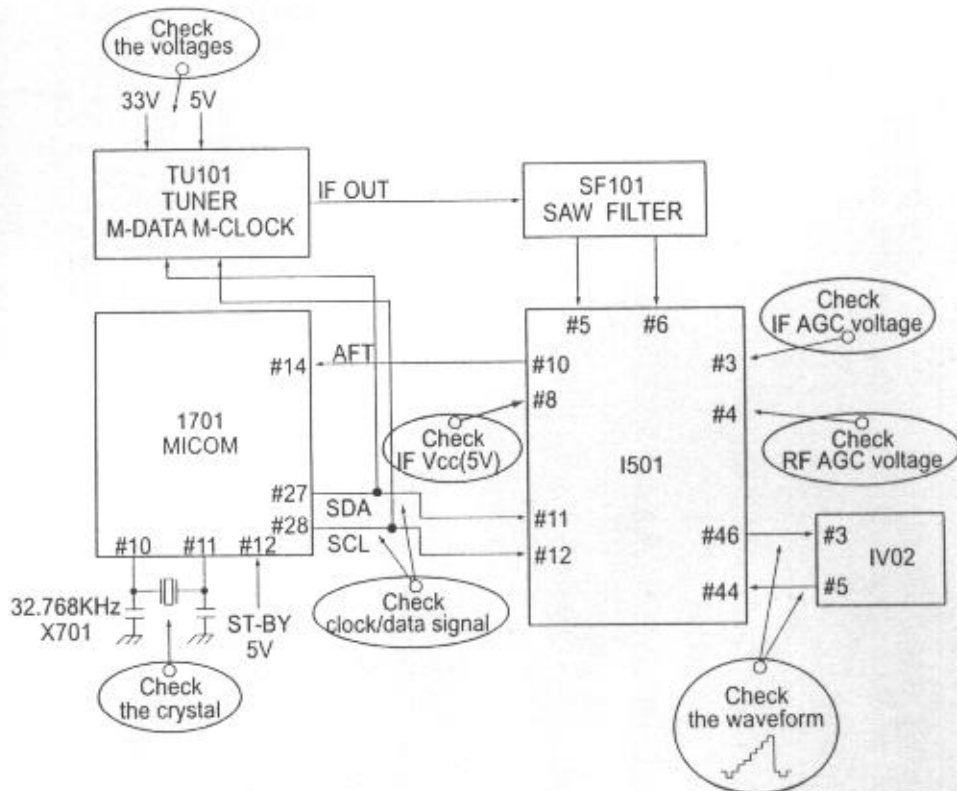 Check
the voltages
33V 5V
TU101
TUNER
M-DATA M-CLOCK
IF OUT
SF101
SAW FILTER
#5 #6
Check
IF AGC voltage
#14
AFT
#10
#3
#8
#4
1701
MICOM
Check
IF Vcc(5V)
I501
Check
RF AGC voltage
#27
SDA
#11
#28
SCL
#12
#46
#3
IV02
#44
#5
#10 #11 #12
32.768KHz
X701
ST-BY
5V
Check
clock/data signal
Check
the crystal
Check
the waveform